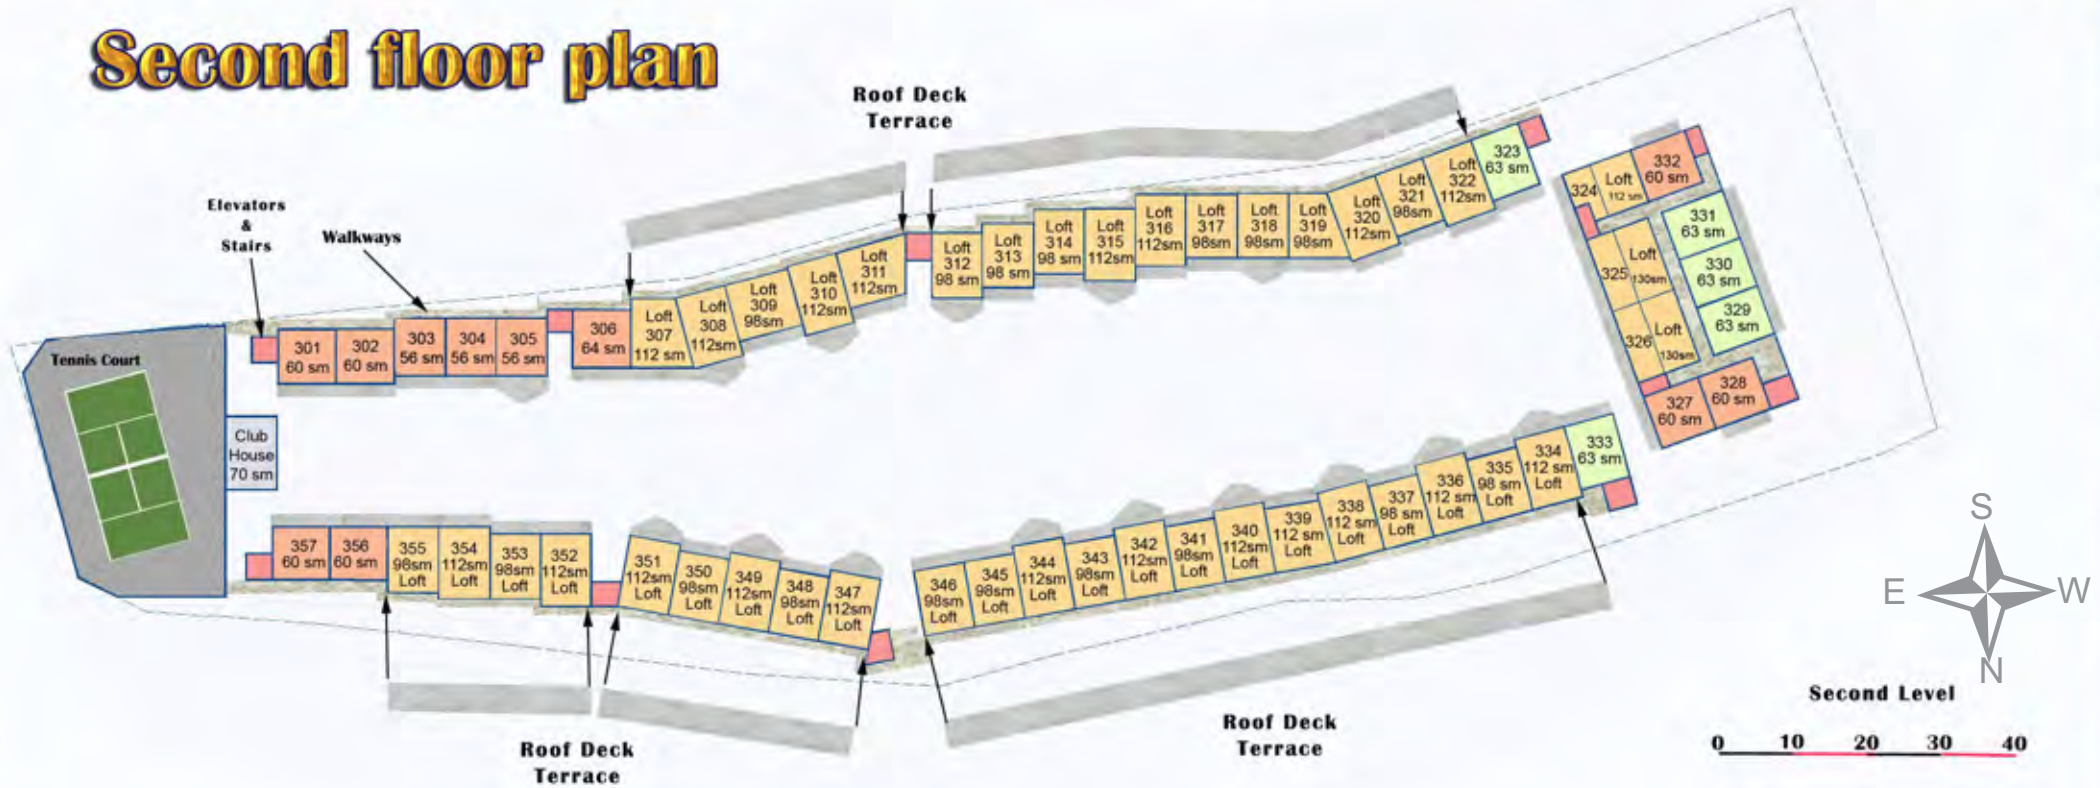 Second floor plan
Roof Deck
Terrace
Elevators
&
Stairs
Walkways
Tennis Court
Club
House
70 sm
301
60 sm
302
60 sm
303
56 sm
304
56 sm
305
56 sm
306
64 sm
Loft
307
112 sm
Loft
308
112sm
Loft
309
98sm
Loft
310
112sm
Loft
311
112sm
Loft
312
98 sm
Loft
313
98 sm
Loft
314
98 sm
Loft
315
112sm
Loft
316
112sm
Loft
317
98sm
Loft
318
98sm
Loft
319
98sm
Loft
320
112sm
Loft
321
98sm
Loft
322
112sm
323
63 sm
324
Loft
112 sm
332
60 sm
331
63 sm
325
Loft
130sm
330
63 sm
329
63 sm
326
Loft
130sm
328
60 sm
327
60 sm
333
63 sm
334
112 sm
Loft
335
98 sm
Loft
336
112 sm
Loft
337
98 sm
Loft
338
112 sm
Loft
339
112 sm
Loft
340
112sm
Loft
341
98sm
Loft
342
112sm
Loft
343
98sm
Loft
344
112sm
Loft
345
98sm
Loft
346
98sm
Loft
347
112sm
Loft
348
98sm
Loft
349
112sm
Loft
350
98sm
Loft
351
112sm
Loft
352
112sm
Loft
353
98sm
Loft
354
112sm
Loft
355
98sm
Loft
356
60 sm
357
60 sm
Roof Deck
Terrace
Roof Deck
Terrace
S
E
W
N
Second Level
0 10 20 30 40